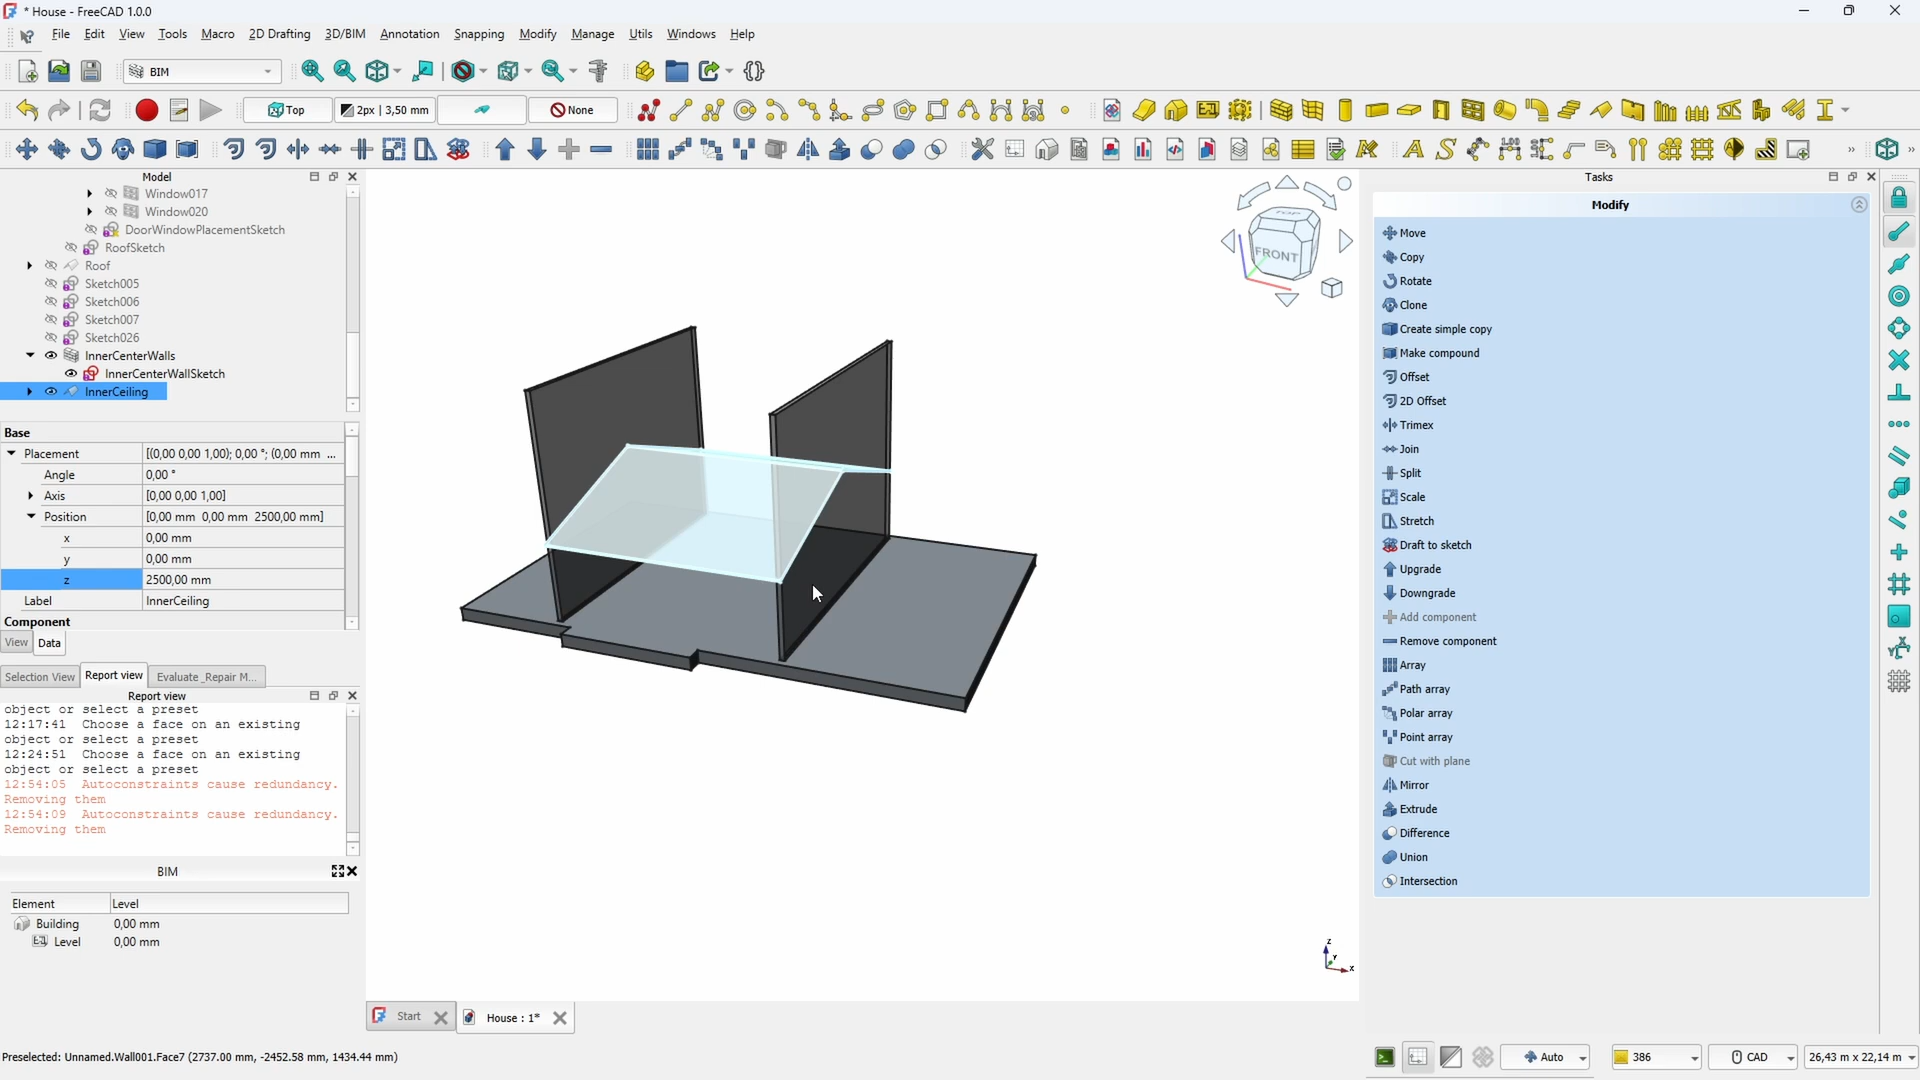 * House - FreeCAD 1.0.0
File Edit View Tools Macro 2D Drafting 3D/BIM Annotation Snapping Modify Manage Utils Windows Help
BIM
Top 2px | 3,50 mm None
Model
Window017
Window020
DoorWindowPlacementSketch
RoofSketch
Roof
Sketch005
Sketch006
Sketch007
Sketch026
InnerCenterWalls
InnerCenterWallSketch
InnerCeiling
Base
Placement [(0,00 0,00 1,00); 0,00 °; (0,00 mm ...
Angle 0,00 °
Axis [0,00 0,00 1,00]
Position [0,00 mm 0,00 mm 2500,00 mm]
x 0,00 mm
y 0,00 mm
z 2500,00 mm
Label InnerCeiling
Component
View Data
Selection View Report view Evaluate _Repair M...
Report view
object or select a preset
12:17:41 Choose a face on an existing
object or select a preset
12:24:51 Choose a face on an existing
object or select a preset
12:54:05 Autoconstraints cause redundancy.
Removing them
12:54:09 Autoconstraints cause redundancy.
Removing them
BIM
Element Level
Building 0,00 mm
Level 0,00 mm
TOP
FRONT
z
y
x
Start House : 1*
Tasks
Modify
Move
Copy
Rotate
Clone
Create simple copy
Make compound
Offset
2D Offset
Trimex
Join
Split
Scale
Stretch
Draft to sketch
Upgrade
Downgrade
Add component
Remove component
Array
Path array
Polar array
Point array
Cut with plane
Mirror
Extrude
Difference
Union
Intersection
Preselected: Unnamed.Wall001.Face7 (2737.00 mm, -2452.58 mm, 1434.44 mm)
Auto 386 CAD 26,43 m x 22,14 m